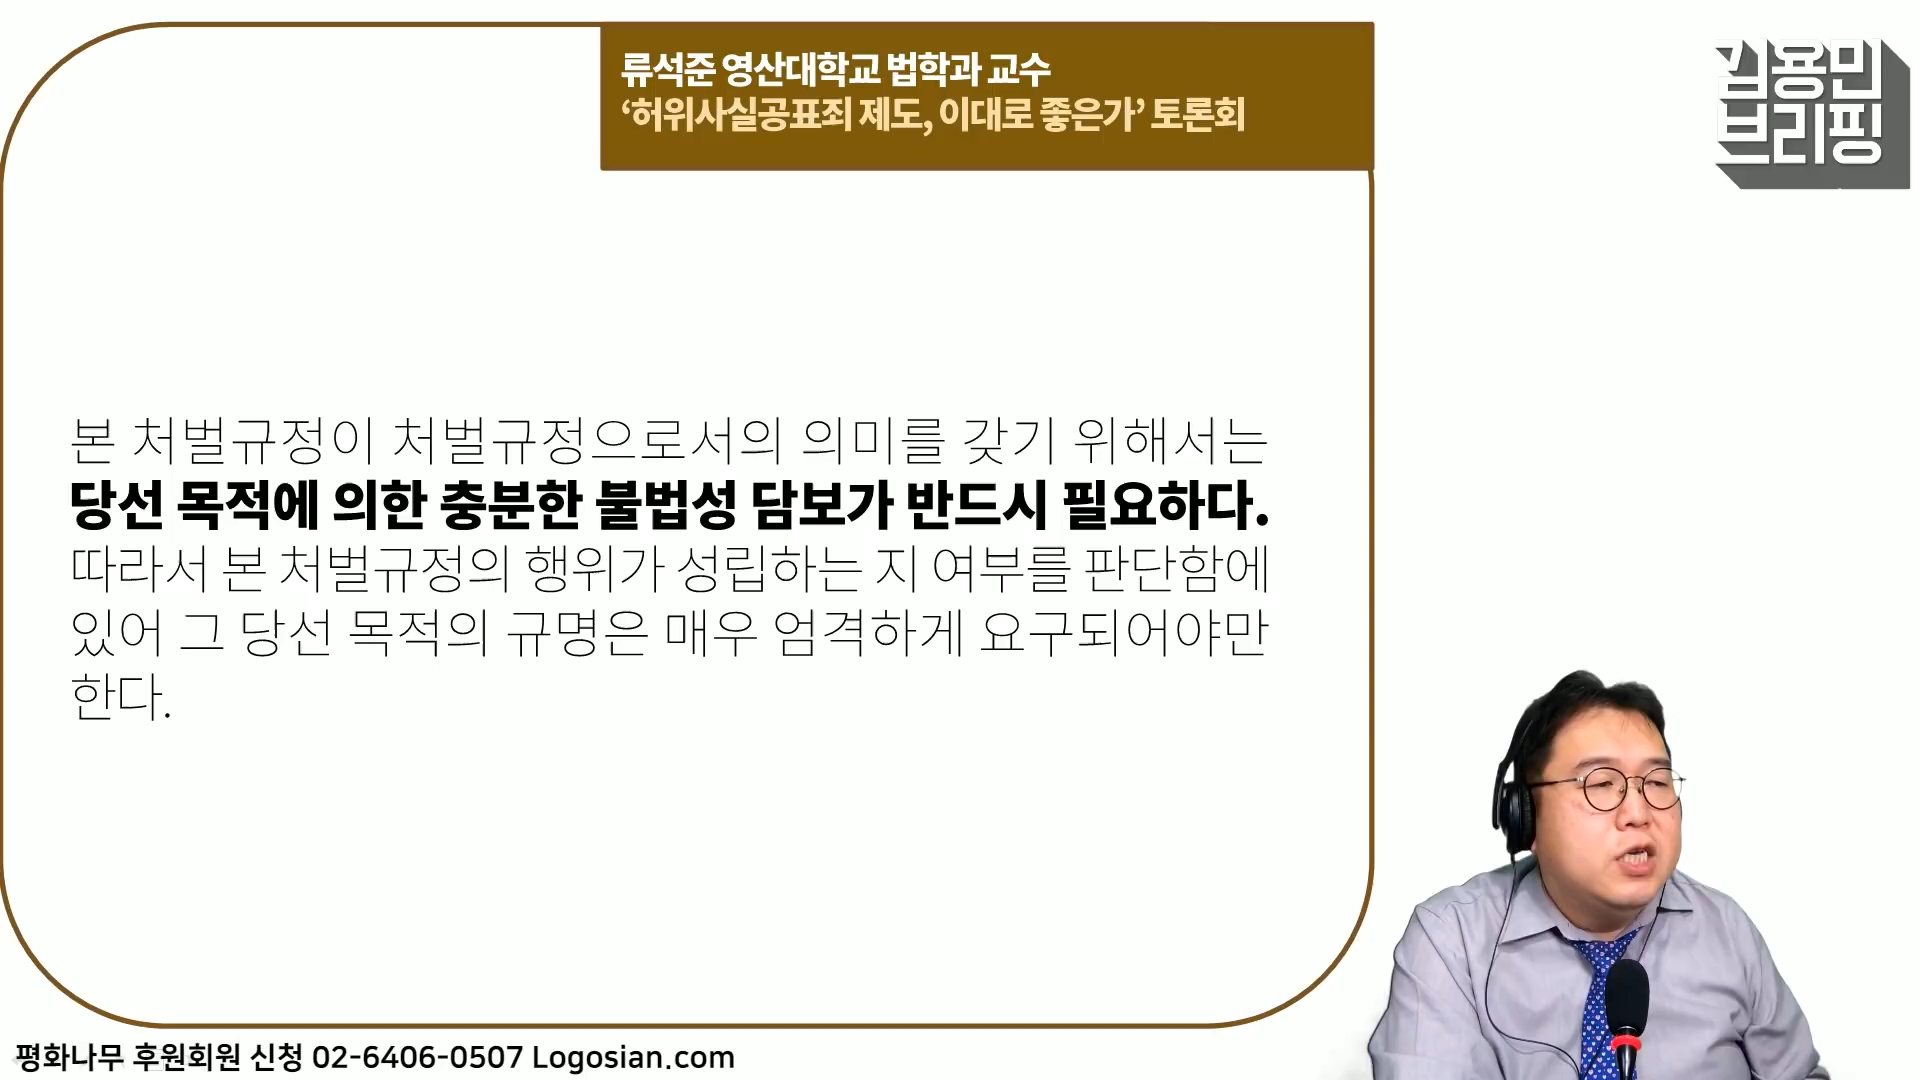 류석준 영산대학교 법학과 교수
‘허위사실공표죄 제도, 이대로 좋은가’ 토론회
김용민
브리핑
본 처벌규정이 처벌규정으로서의 의미를 갖기 위해서는
당선 목적에 의한 충분한 불법성 담보가 반드시 필요하다.
따라서 본 처벌규정의 행위가 성립하는 지 여부를 판단함에
있어 그 당선 목적의 규명은 매우 엄격하게 요구되어야만
한다.
평화나무 후원회원 신청 02-6406-0507 Logosian.com